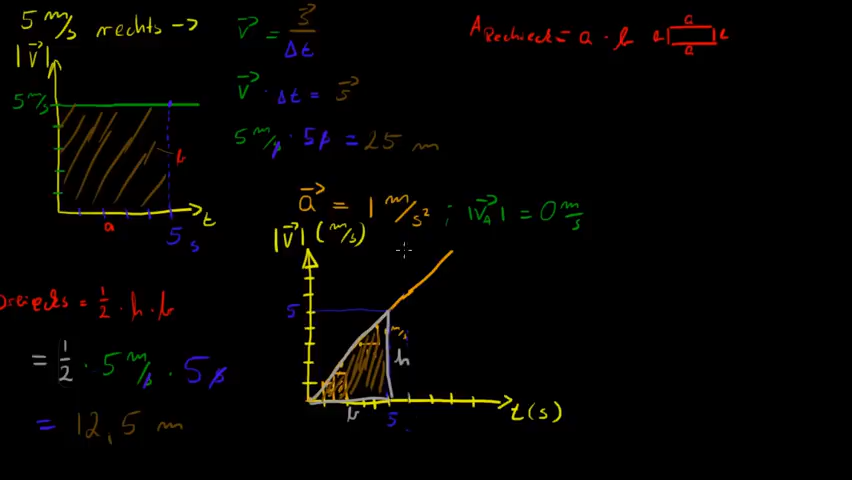 5 m/s rechts →
|v⃗|
5 m/s
b
a
5 s
t
v⃗ = s⃗ / Δt
v⃗ · Δt = s⃗
5 m/s · 5 s = 25 m
A Rechteck = a · b
a
a
a⃗ = 1 m/s² ; |v⃗A| = 0 m/s
|v⃗| (m/s)
5
m/s
h
b
5
t(s)
Dreiecks = 1/2 · h · b
= 1/2 · 5 m/s · 5 s
= 12,5 m